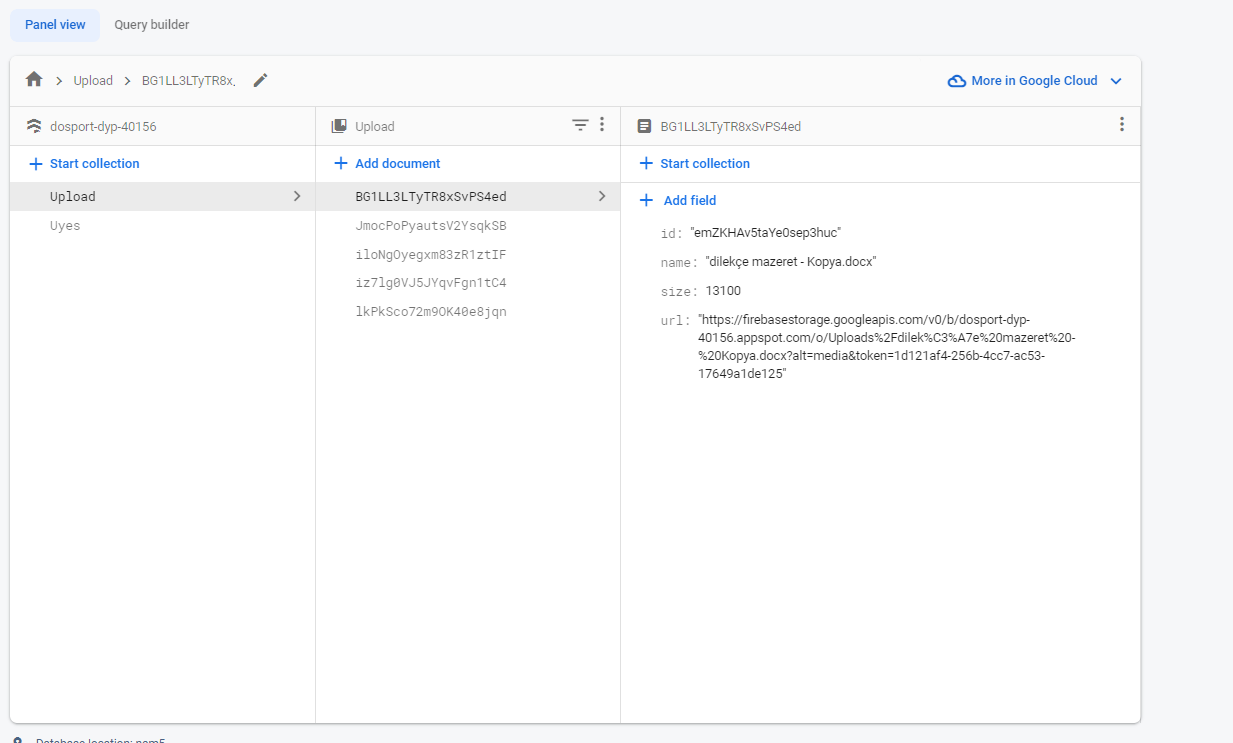 Panel view
Query builder
Upload
BG1LL3LTyTR8x.
More in Google Cloud
dosport-dyp-40156
Upload
BG1LL3LTyTR8xSvPS4ed
Start collection
Add document
Start collection
Upload
Uyes
BG1LL3LTyTR8xSvPS4ed
JmocPoPyautsV2YsqkSB
iloNgOyegxm83zR1ztIF
iz7lg0VJ5JYqvFgn1tC4
lkPkSco72m9OK40e8jqn
Add field
id: "emZKHAv5taYe0sep3huc"
name: "dilekçe mazeret - Kopya.docx"
size: 13100
url: "https://firebasestorage.googleapis.com/v0/b/dosport-dyp-
40156.appspot.com/o/Uploads%2Fdilek%C3%A7e%20mazeret%20-
%20Kopya.docx?alt=media&token=1d121af4-256b-4cc7-ac53-
17649a1de125"
Database location: nam5